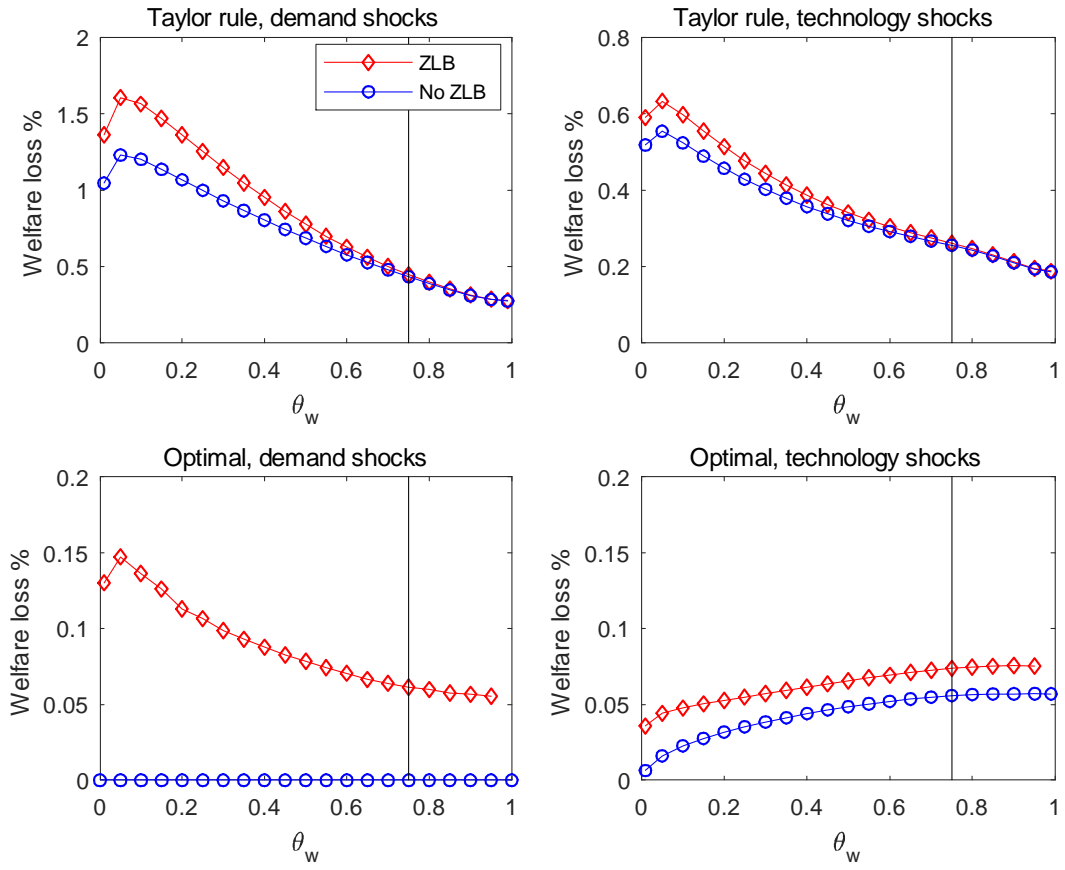 Taylor rule, demand shocks
Welfare loss %
2
1.5
1
0.5
0
0 0.2 0.4 0.6 0.8 1
θw
ZLB
No ZLB
Taylor rule, technology shocks
Welfare loss %
0.8
0.6
0.4
0.2
0
0 0.2 0.4 0.6 0.8 1
θw
Optimal, demand shocks
Welfare loss %
0.2
0.15
0.1
0.05
0
0 0.2 0.4 0.6 0.8 1
θw
Optimal, technology shocks
Welfare loss %
0.2
0.15
0.1
0.05
0
0 0.2 0.4 0.6 0.8 1
θw